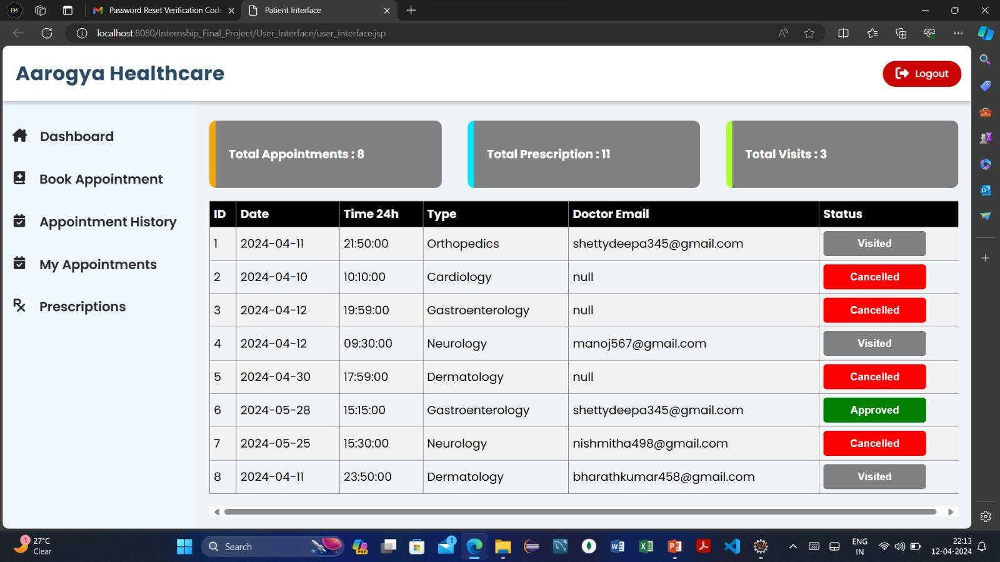 Password Reset Verification Code
Patient Interface
localhost:8080/Internship_Final_Project/User_Interface/user_interface.jsp
Aarogya Healthcare
Logout
Dashboard
Book Appointment
Appointment History
My Appointments
Prescriptions
Total Appointments : 8
Total Prescription : 11
Total Visits : 3
ID Date Time 24h Type Doctor Email Status
1 2024-04-11 21:50:00 Orthopedics shettydeepa345@gmail.com Visited
2 2024-04-10 10:10:00 Cardiology null Cancelled
3 2024-04-12 19:59:00 Gastroenterology null Cancelled
4 2024-04-12 09:30:00 Neurology manoj567@gmail.com Visited
5 2024-04-30 17:59:00 Dermatology null Cancelled
6 2024-05-28 15:15:00 Gastroenterology shettydeepa345@gmail.com Approved
7 2024-05-25 15:30:00 Neurology nishmitha498@gmail.com Cancelled
8 2024-04-11 23:50:00 Dermatology bharathkumar458@gmail.com Visited
1
27°C
Clear
Search
PRE
1
ENG
IN
22:13
12-04-2024